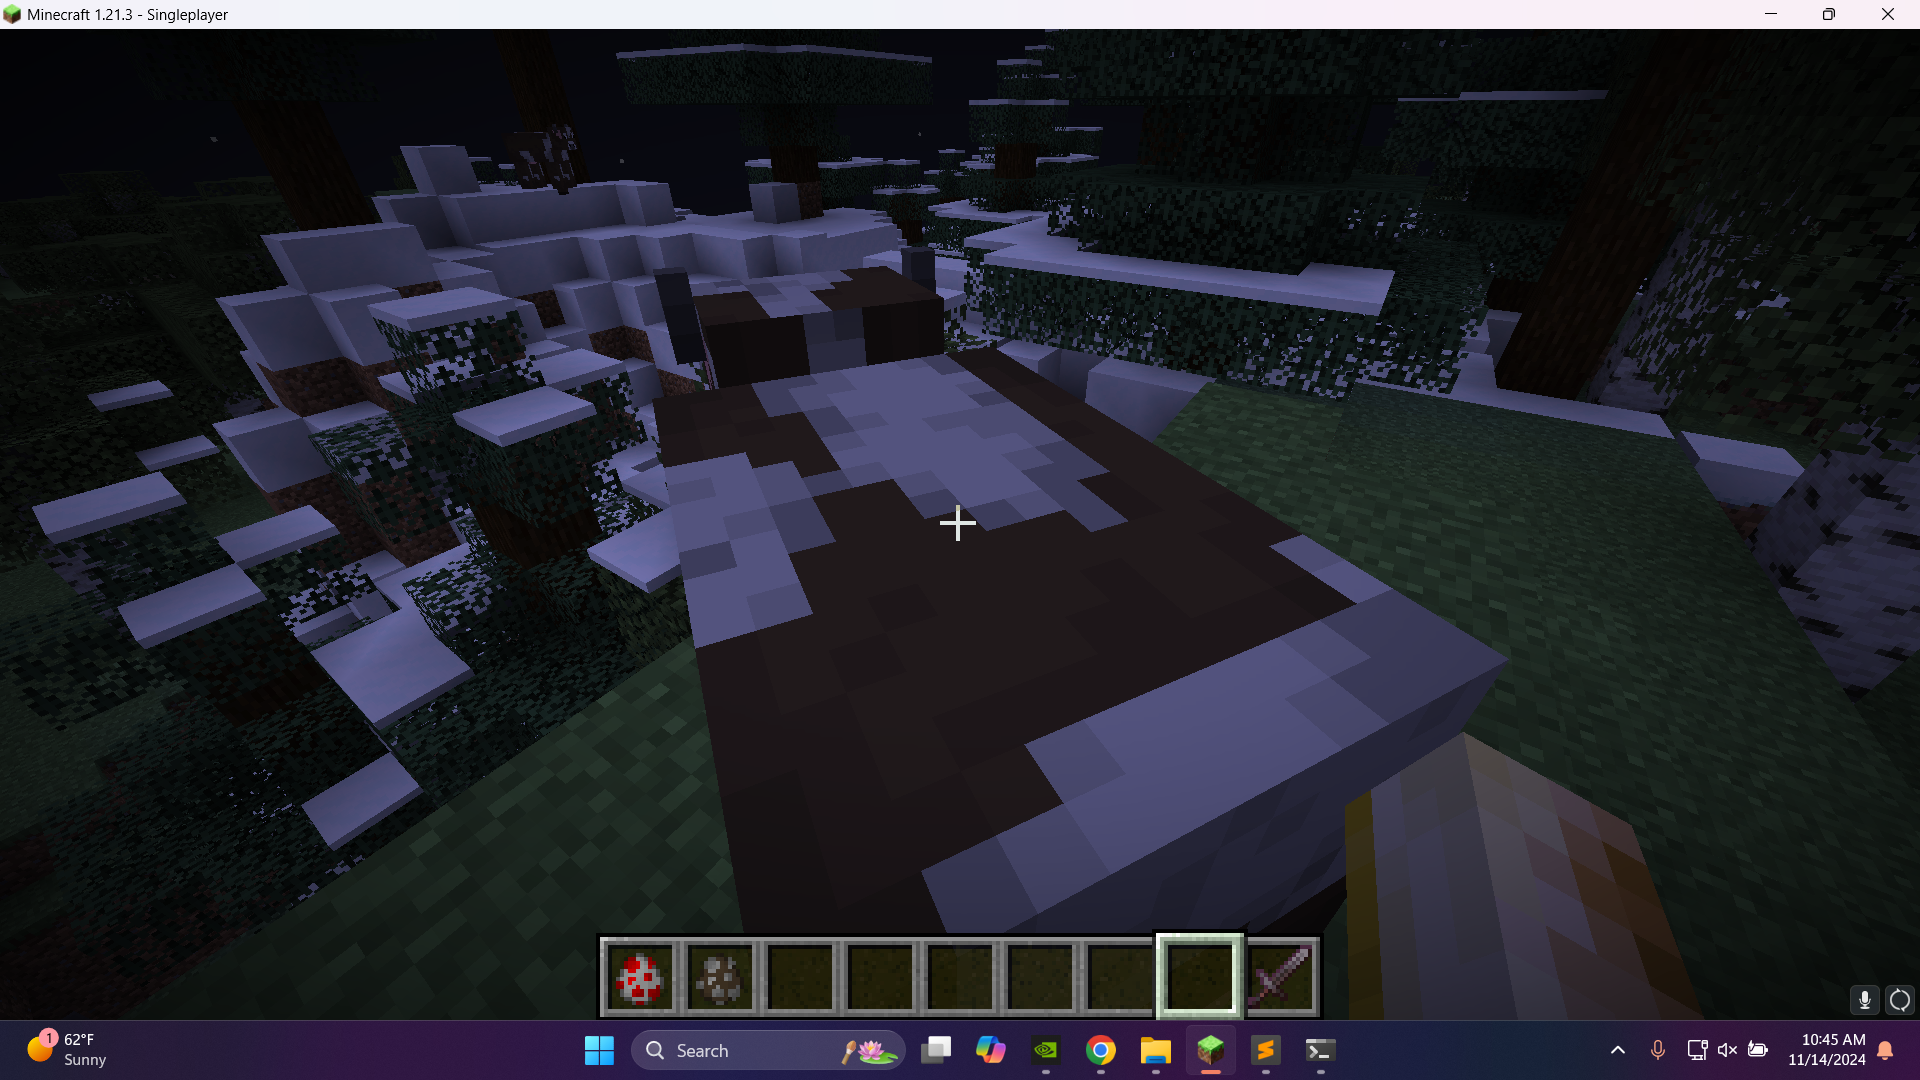 Minecraft 1.21.3 - Singleplayer
1
62°F
Sunny
Search
10:45 AM
11/14/2024